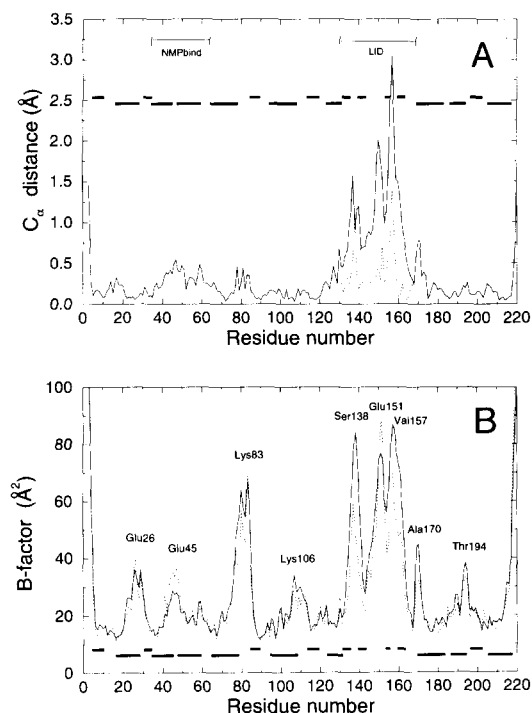 A
NMPbind
LID
3.5
3.0
2.5
2.0
1.5
1.0
0.5
0.0
Cα distance (Å)
0 20 40 60 80 100 120 140 160 180 200 220
Residue number
B
100
80
60
40
20
0
B-factor (Å²)
Glu26
Glu45
Lys83
Lys106
Ser138
Glu151
Val157
Ala170
Thr194
0 20 40 60 80 100 120 140 160 180 200 220
Residue number